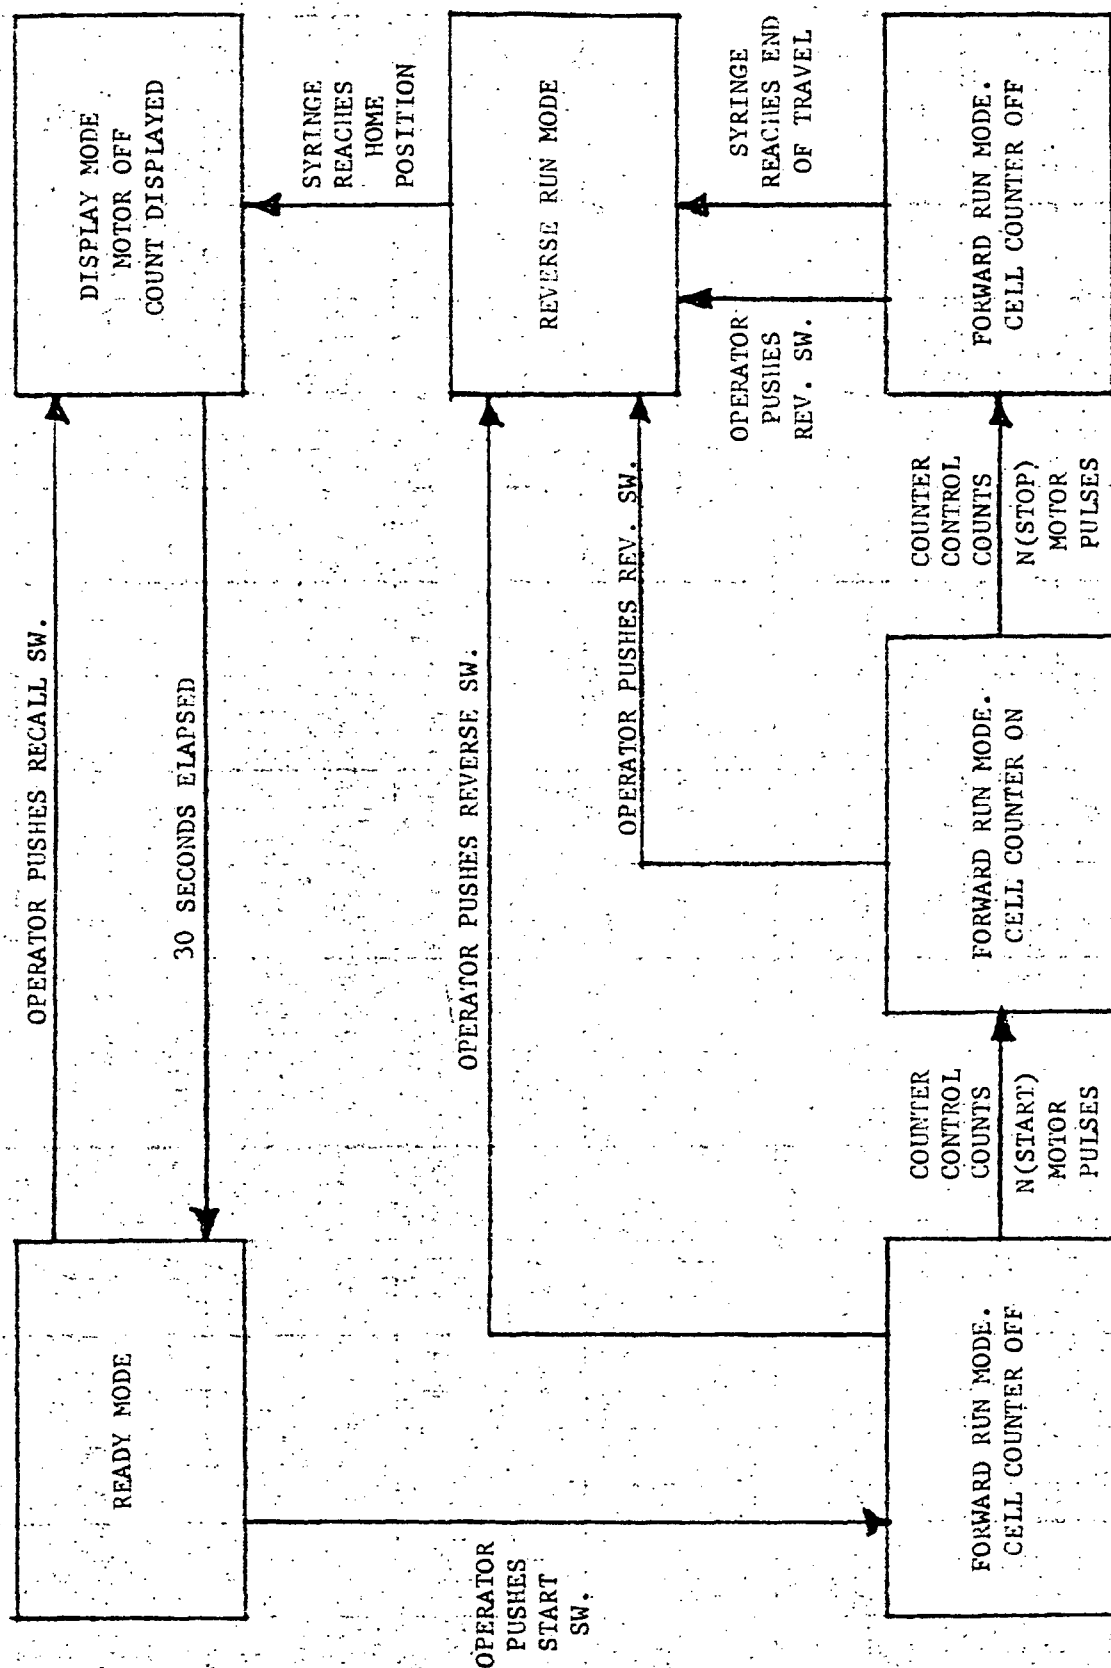 READY MODE
OPERATOR PUSHES RECALL SW.
30 SECONDS ELAPSED
DISPLAY MODE
MOTOR OFF
COUNT DISPLAYED
OPERATOR
PUSHES
START
SW.
OPERATOR PUSHES REVERSE SW.
OPERATOR PUSHES REV. SW.
SYRINGE
REACHES
HOME
POSITION
REVERSE RUN MODE
OPERATOR
PUSHES
REV. SW.
SYRINGE
REACHES END
OF TRAVEL
FORWARD RUN MODE.
CELL COUNTER OFF
COUNTER
CONTROL
COUNTS
N(START)
MOTOR
PULSES
FORWARD RUN MODE.
CELL COUNTER ON
COUNTER
CONTROL
COUNTS
N(STOP)
MOTOR
PULSES
FORWARD RUN MODE.
CELL COUNTER OFF